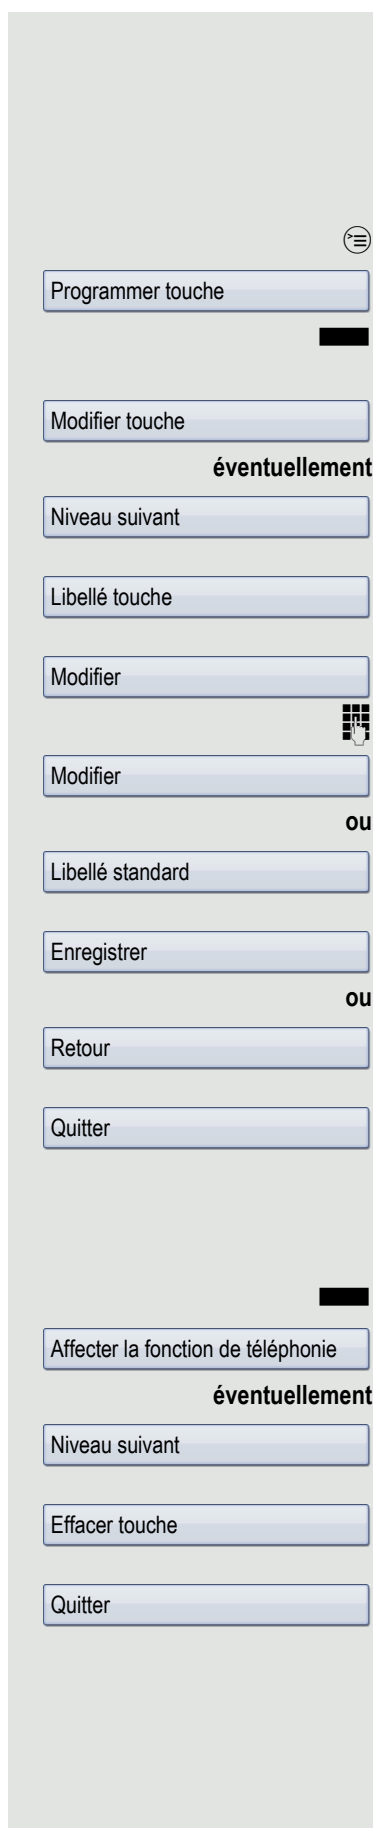 Programmer touche
Modifier touche
éventuellement
Niveau suivant
Libellé touche
Modifier
Modifier
ou
Libellé standard
Enregistrer
ou
Retour
Quitter
Affecter la fonction de téléphonie
éventuellement
Niveau suivant
Effacer touche
Quitter